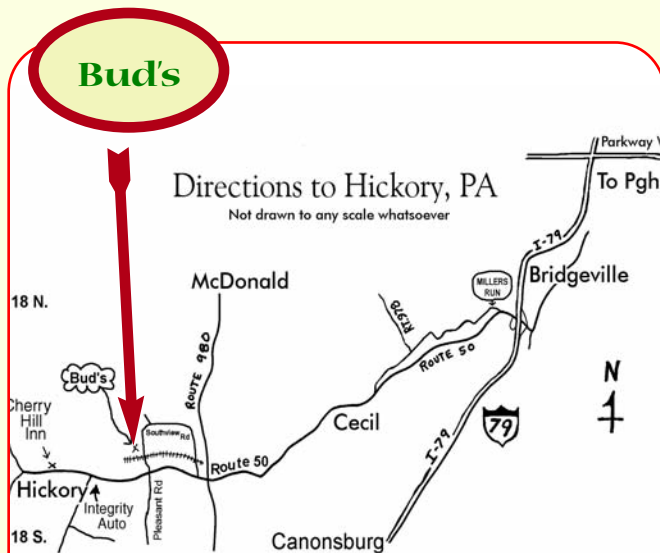 Bud's
Directions to Hickory, PA
Not drawn to any scale whatsoever
Parkway
To Pgh
I-79
Bridgeville
MILLERS
RUN
McDonald
18 N.
RT.978
ROUTE 980
ROUTE 50
Bud's
N
Cherry
Hill
Inn
x
x
Southview Rd
Cecil
79
I-79
Route 50
Hickory
Integrity
Auto
Pleasant Rd
18 S.
Canonsburg